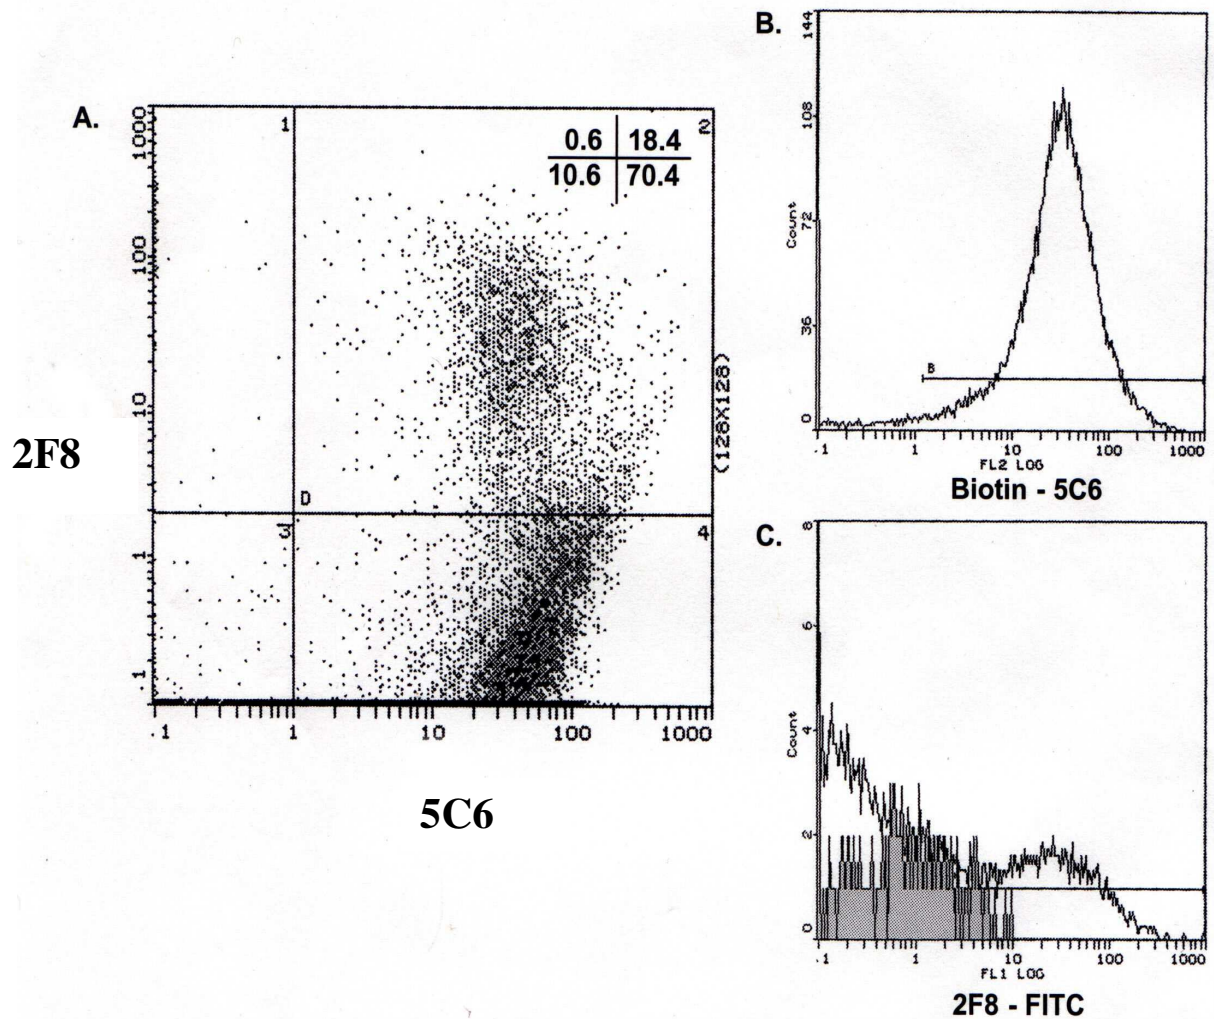 A.
1000
100
10
1
.1
1
2
0.6 18.4
10.6 70.4
D
3
4
(128X128)
.1 1 10 100 1000
2F8
5C6
B.
144
108
72
36
0
Count
B
.1 1 10 100 1000
FL2 LOG
Biotin - 5C6
C.
8
6
4
2
0
Count
.1 1 10 100 1000
FL1 LOG
2F8 - FITC